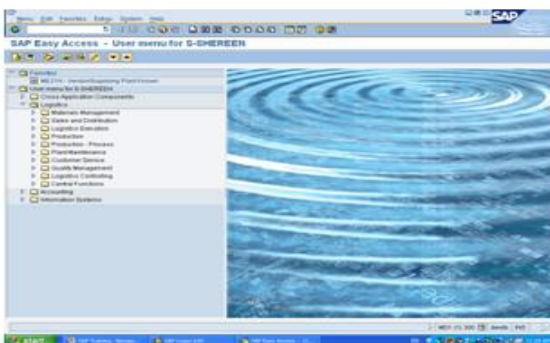 Menu Edit Favorites Extras System Help
SAP
SAP Easy Access - User menu for S-SHEREEN
Favorites
User menu for S-SHEREEN
Cross-Application Components
Logistics
Materials Management
Sales and Distribution
Logistics Execution
Production
Production - Process
Plant Maintenance
Customer Service
Quality Management
Logistics Controlling
Central Functions
Accounting
Information Systems
start